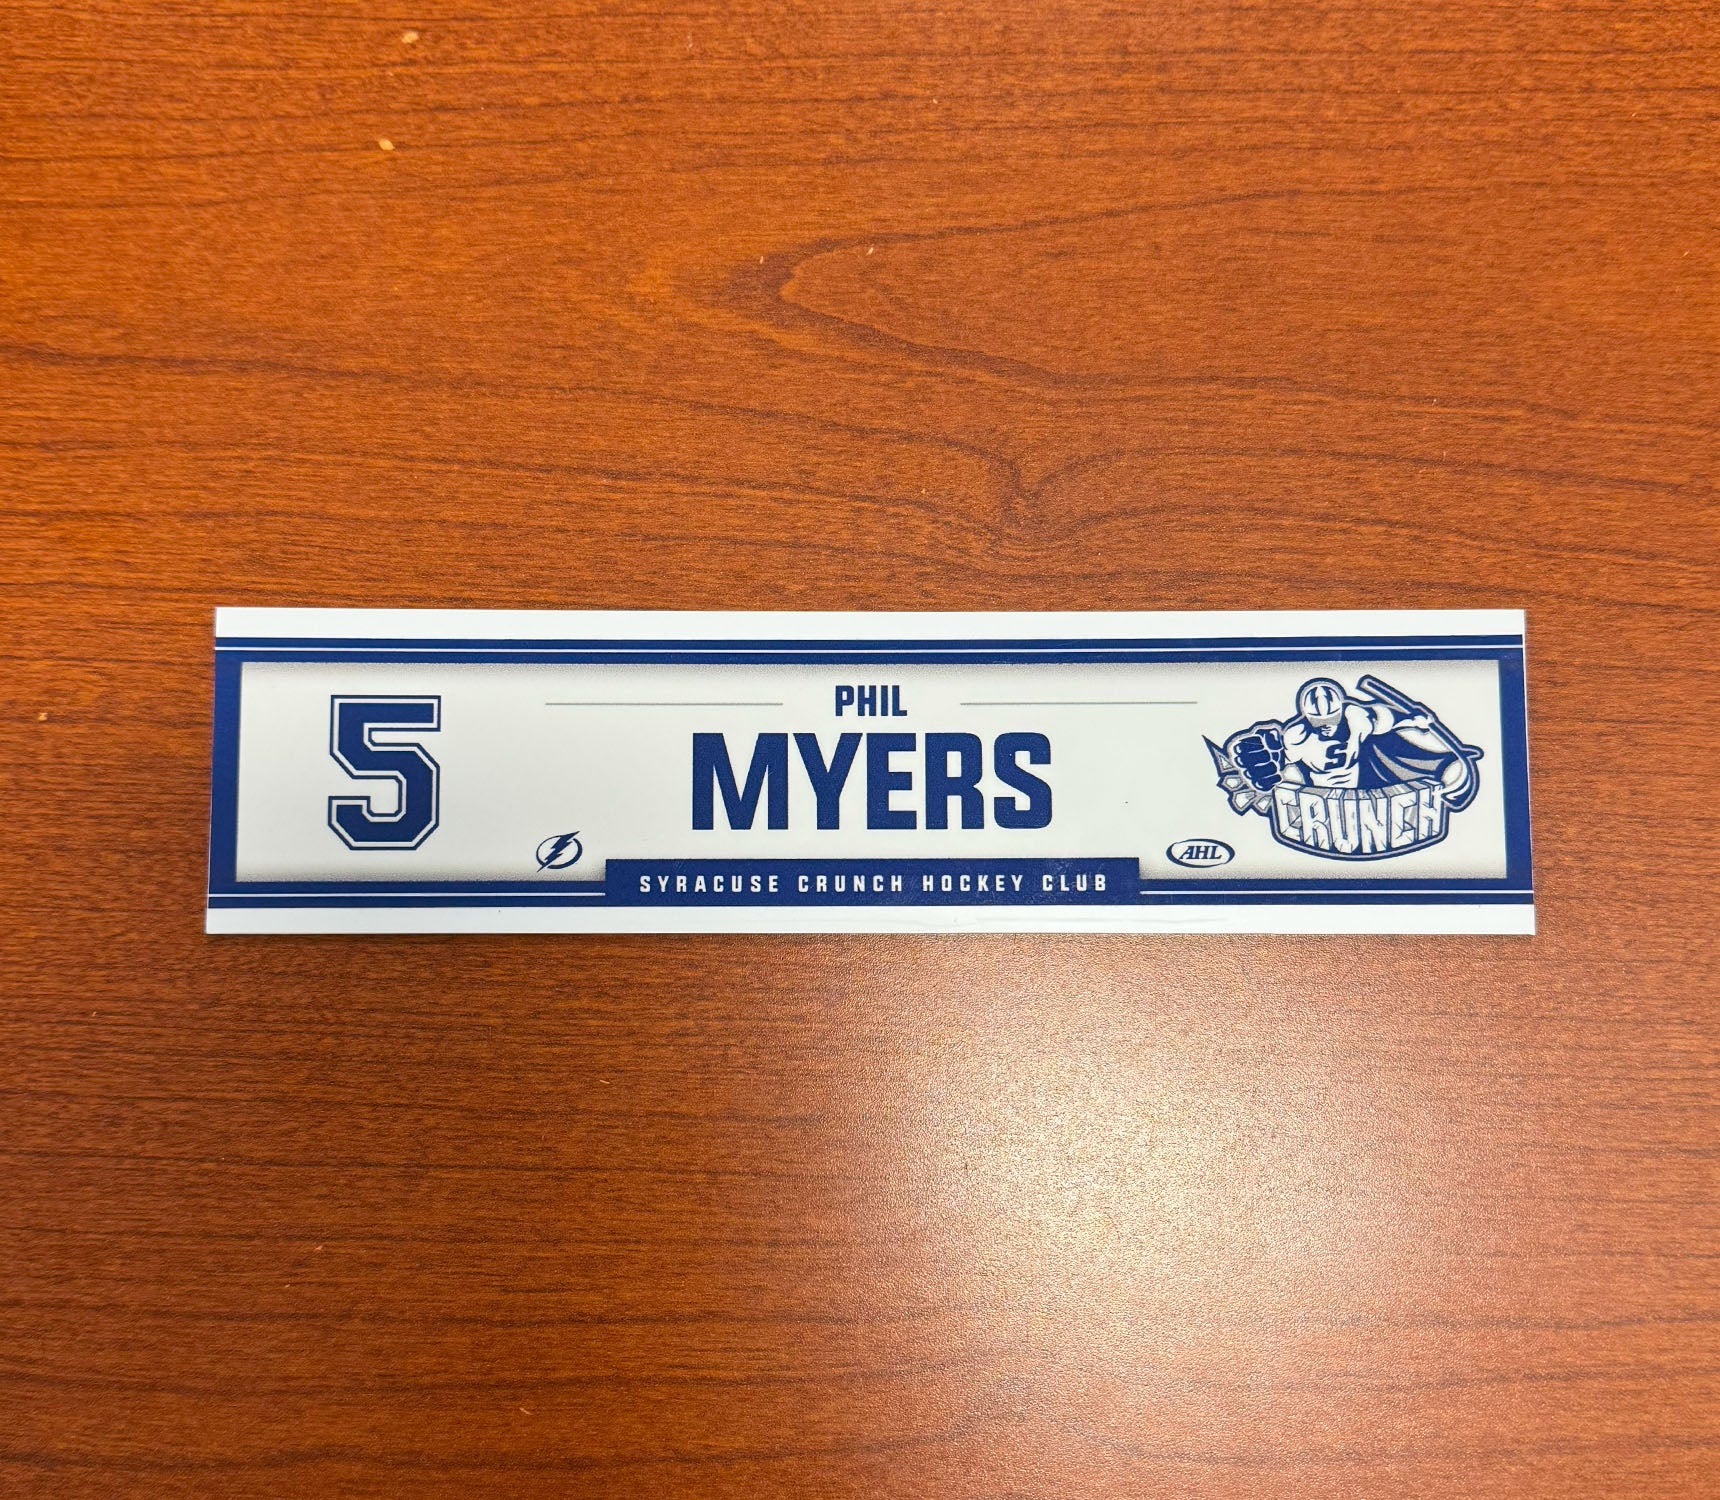 5
PHIL
MYERS
S
CRUNCH
AHL
SYRACUSE CRUNCH HOCKEY CLUB